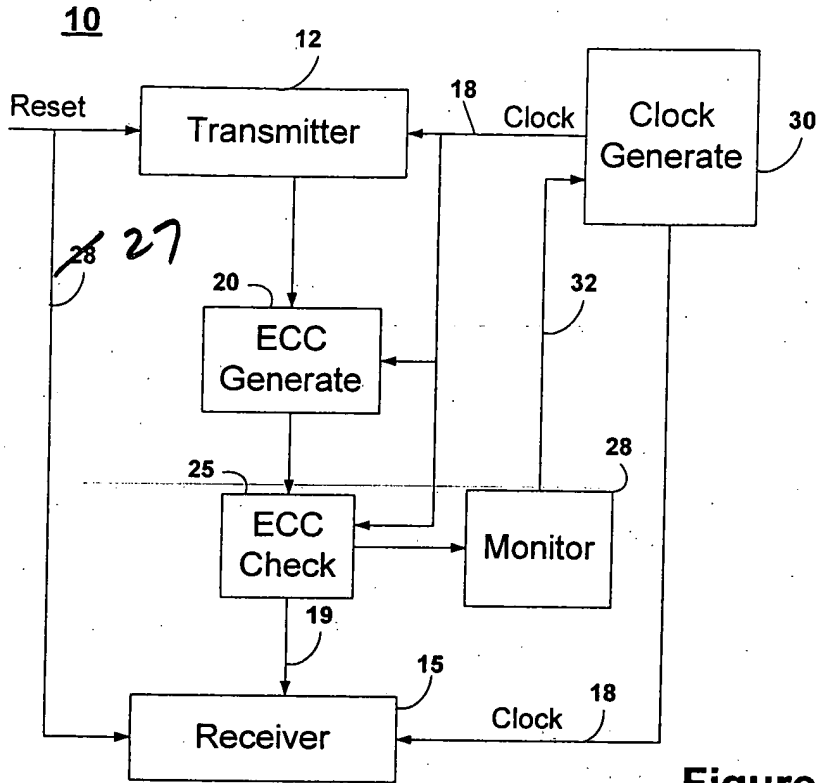 10
12
Reset
Transmitter
18
Clock
Clock
Generate
30
28 27
20
ECC
Generate
32
25
ECC
Check
28
Monitor
19
15
Receiver
Clock
18
Figure